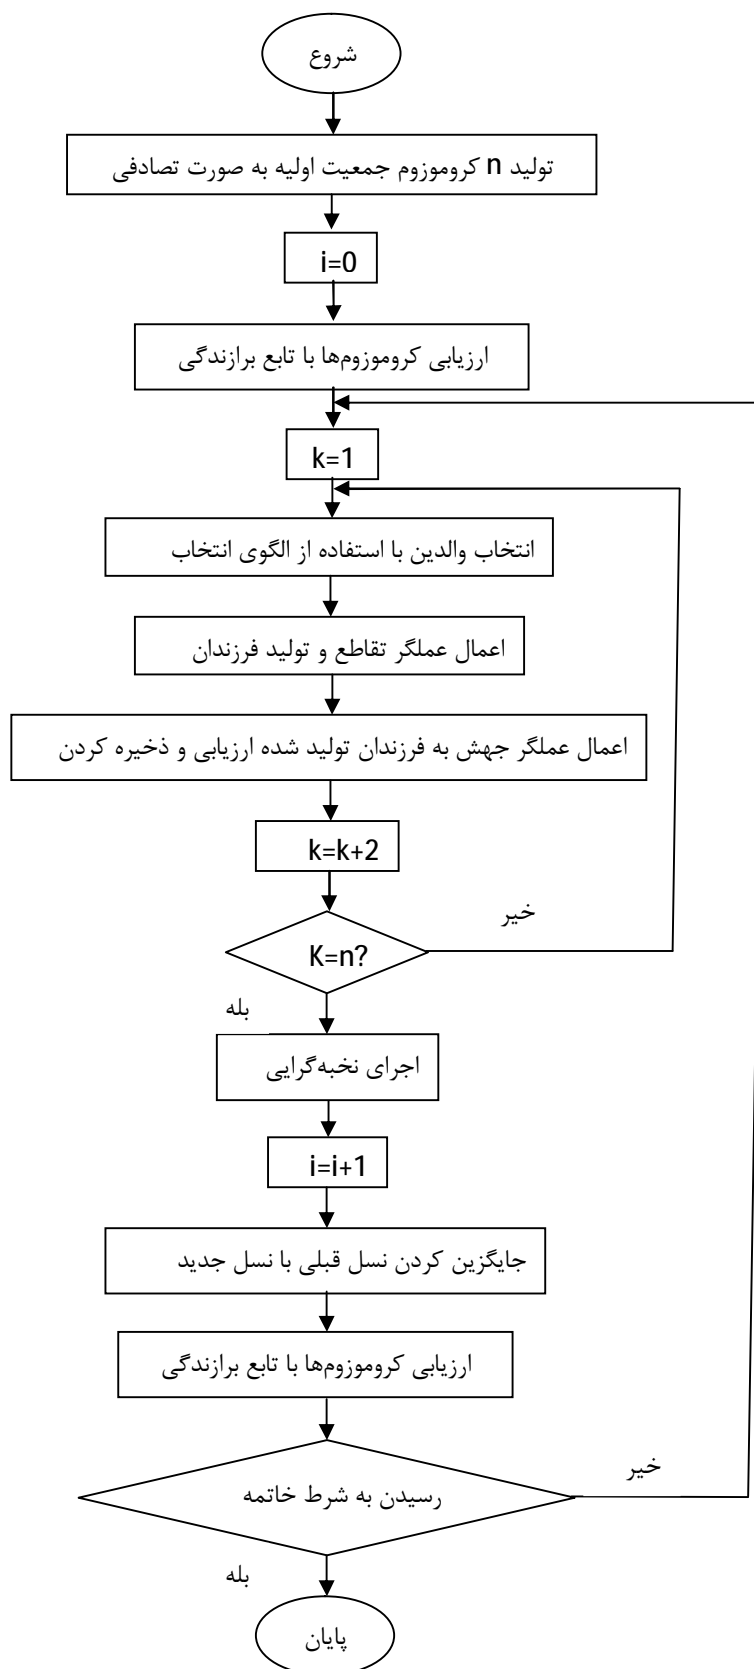 شروع
تولید n کروموزوم جمعیت اولیه به صورت تصادفی
i=0
ارزیابی کروموزوم‌ها با تابع برازندگی
k=1
انتخاب والدین با استفاده از الگوی انتخاب
اعمال عملگر تقاطع و تولید فرزندان
اعمال عملگر جهش به فرزندان تولید شده ارزیابی و ذخیره کردن
k=k+2
خیر
K=n?
بله
اجرای نخبه‌گرایی
i=i+1
جایگزین کردن نسل قبلی با نسل جدید
ارزیابی کروموزوم‌ها با تابع برازندگی
خیر
رسیدن به شرط خاتمه
بله
پایان